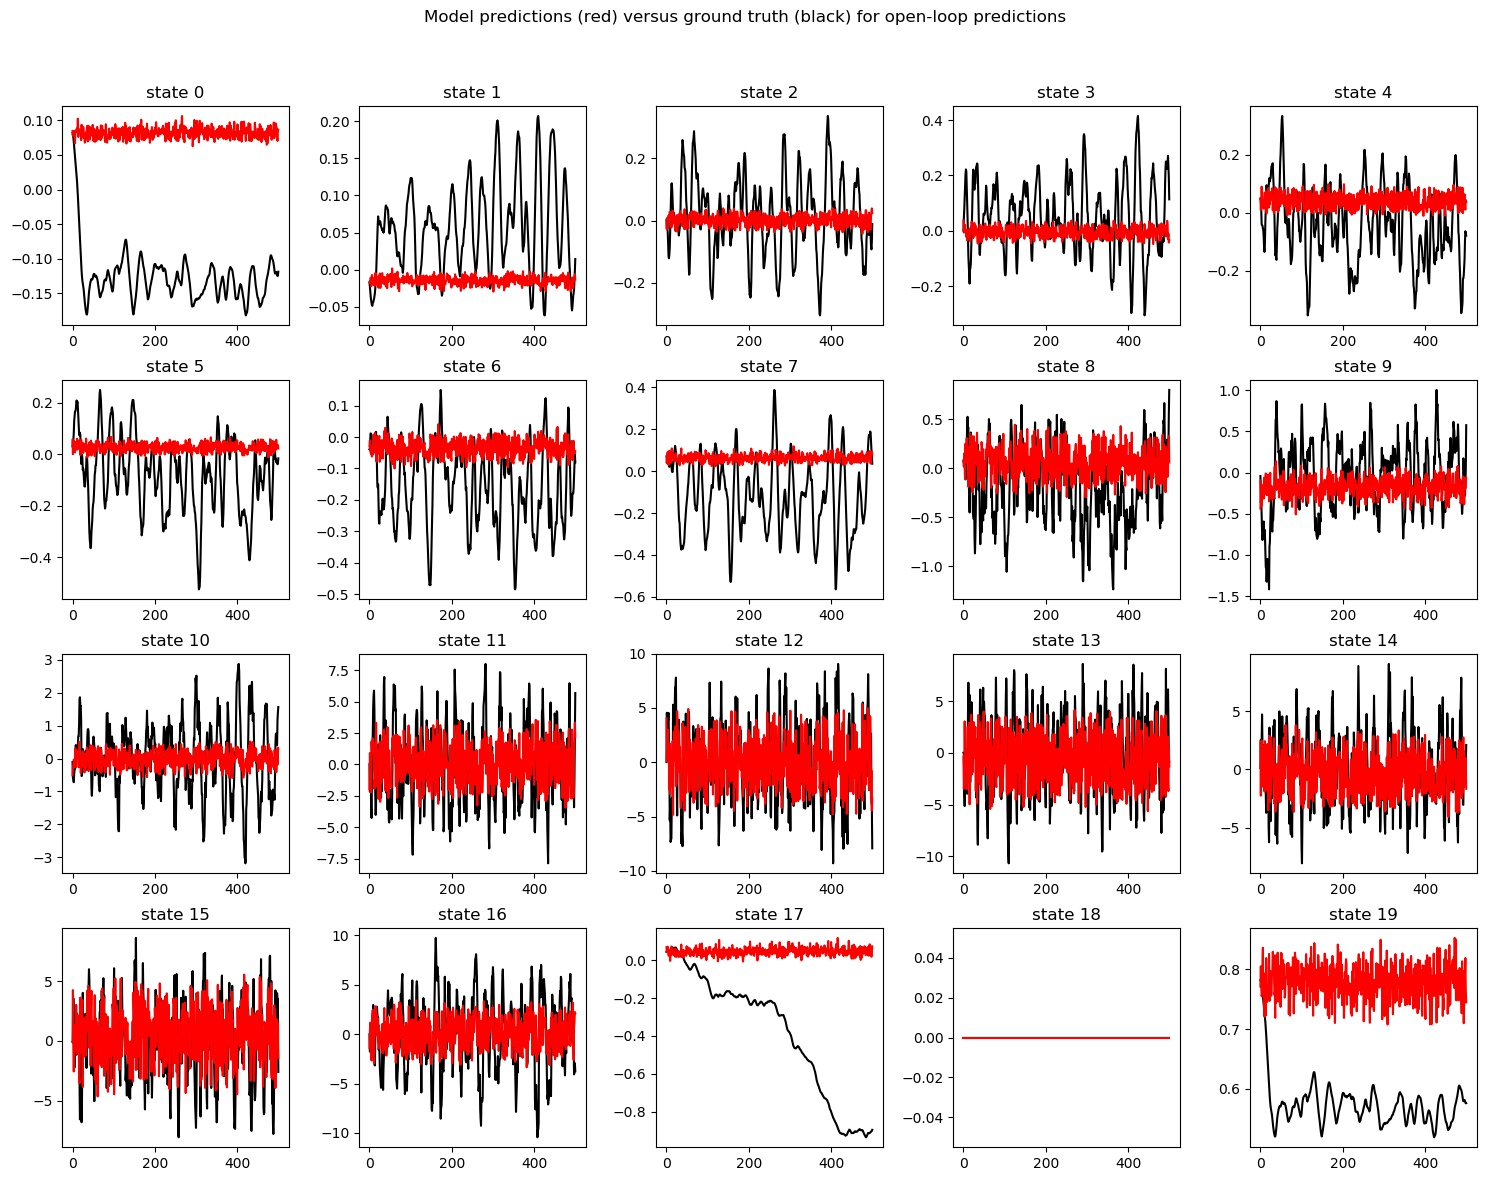 Model predictions (red) versus ground truth (black) for open-loop predictions
state 0 state 1 state 2 state 3 state 4
0.10 0.05 0.00 −0.05 −0.10 −0.15 0 200 400
0.20 0.15 0.10 0.05 0.00 −0.05 0 200 400
0.2 0.0 −0.2 0 200 400
0.4 0.2 0.0 −0.2 0 200 400
0.2 0.0 −0.2 0 200 400
state 5 state 6 state 7 state 8 state 9
0.2 0.0 −0.2 −0.4 0 200 400
0.1 0.0 −0.1 −0.2 −0.3 −0.4 −0.5 0 200 400
0.4 0.2 0.0 −0.2 −0.4 −0.6 0 200 400
0.5 0.0 −0.5 −1.0 0 200 400
1.0 0.5 0.0 −0.5 −1.0 −1.5 0 200 400
state 10 state 11 state 12 state 13 state 14
3 2 1 0 −1 −2 −3 0 200 400
7.5 5.0 2.5 0.0 −2.5 −5.0 −7.5 0 200 400
10 5 0 −5 −10 0 200 400
5 0 −5 −10 0 200 400
5 0 −5 0 200 400
state 15 state 16 state 17 state 18 state 19
5 0 −5 0 200 400
10 5 0 −5 −10 0 200 400
0.0 −0.2 −0.4 −0.6 −0.8 0 200 400
0.04 0.02 0.00 −0.02 −0.04 0 200 400
0.8 0.7 0.6 0 200 400